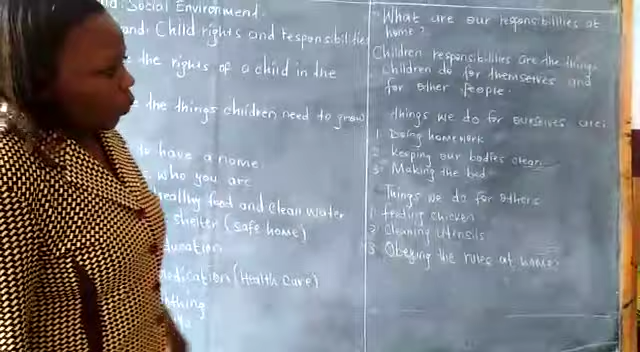 Social Environment.
and: Child rights and responsibilitie
the rights of a child in the
the things children need to grow
to have a name
who you are
healthy food and clean water
shelter (safe home)
ducation
medication (Health care)
thing
What are our responsibilities at
home?
Children responsibilities are the things
children do for themselves and
for other people.
things we do for ourselves are:
1. Doing homework
2. Keeping our bodies clean
3. Making the bed
Things we do for others
1. feeding chicken
2. Cleaning utensils
3. Obeying the rules at home.